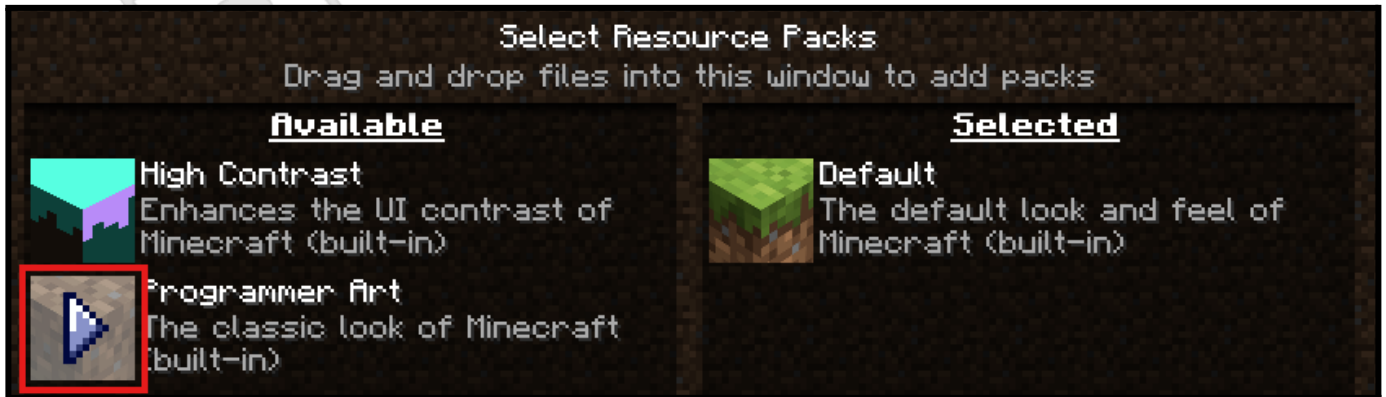 Select Resource Packs
Drag and drop files into this window to add packs
Available
High Contrast
Enhances the UI contrast of
Minecraft (built-in)
Programmer Art
The classic look of Minecraft
(built-in)
Selected
Default
The default look and feel of
Minecraft (built-in)